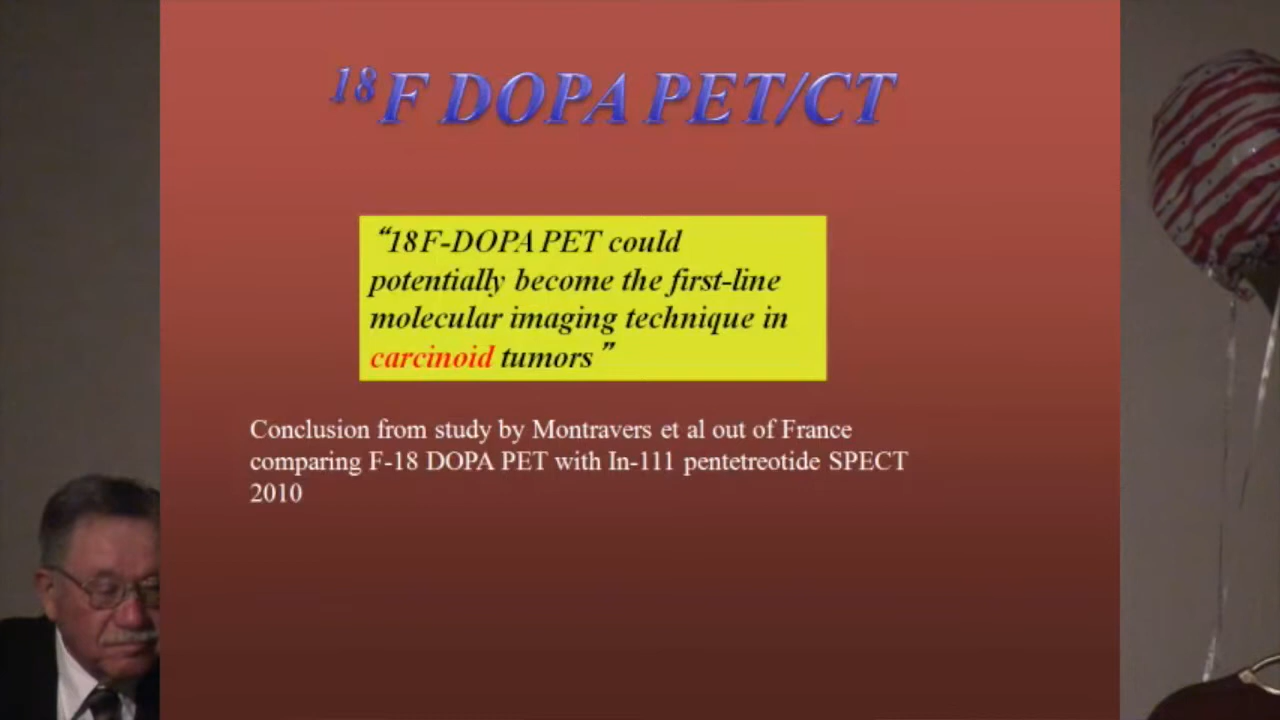 18F DOPA PET/CT
“18F-DOPA PET could
potentially become the first-line
molecular imaging technique in
carcinoid tumors”
Conclusion from study by Montravers et al out of France
comparing F-18 DOPA PET with In-111 pentetreotide SPECT
2010